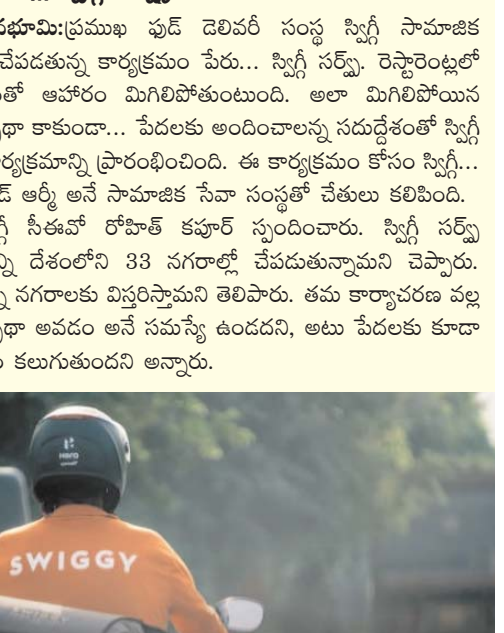 వభూమి:ప్రముఖ ఫుడ్ డెలివరీ సంస్థ స్విగ్గీ సామాజిక
చేపడతున్న కార్యక్రమం పేరు... స్విగ్గీ సర్వ్స్. రెస్టారెంట్లలో
తో ఆహారం మిగిలిపోతుంటుంది. అలా మిగిలిపోయిన
థా కాకుండా... పేదలకు అందించాలన్న సదుద్దేశంతో స్విగ్గీ
ర్యక్రమాన్ని ప్రారంభించింది. ఈ కార్యక్రమం కోసం స్విగ్గీ...
డ్ ఆర్మీ అనే సామాజిక సేవా సంస్థతో చేతులు కలిపింది.
గ్గీ సీఈవో రోహిత్ కపూర్ స్పందించారు. స్విగ్గీ సర్వ్స్
న్ని దేశంలోని 33 నగరాల్లో చేపడుతున్నామని చెప్పారు.
న్ని నగరాలకు విస్తరిస్తామని తెలిపారు. తమ కార్యాచరణ వల్ల
థా అవడం అనే సమస్యే ఉండదని, అటు పేదలకు కూడా
కలుగుతుందని అన్నారు.
Hero
SWIGGY